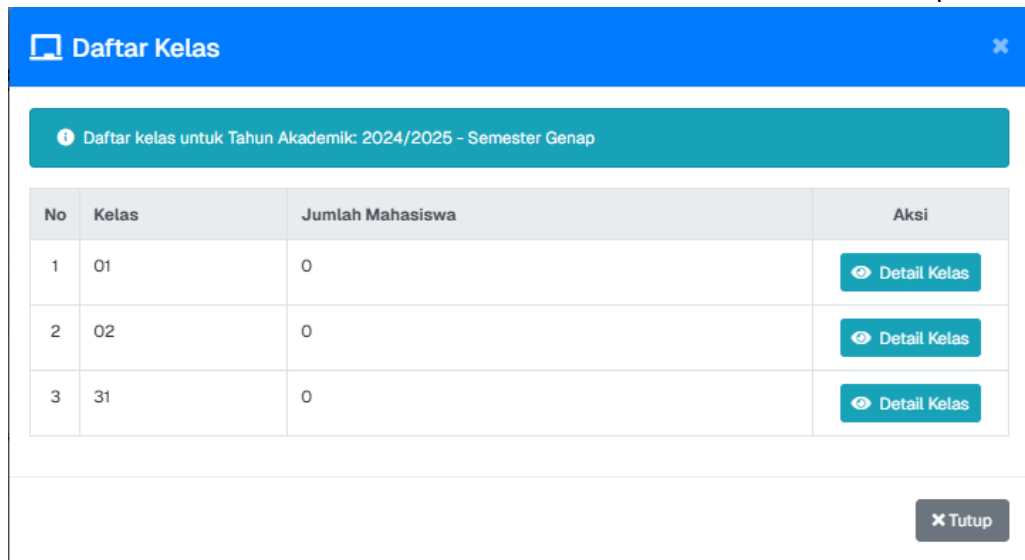 Daftar Kelas
Daftar kelas untuk Tahun Akademik: 2024/2025 - Semester Genap
No Kelas Jumlah Mahasiswa Aksi
1 01 0 Detail Kelas
2 02 0 Detail Kelas
3 31 0 Detail Kelas
Tutup